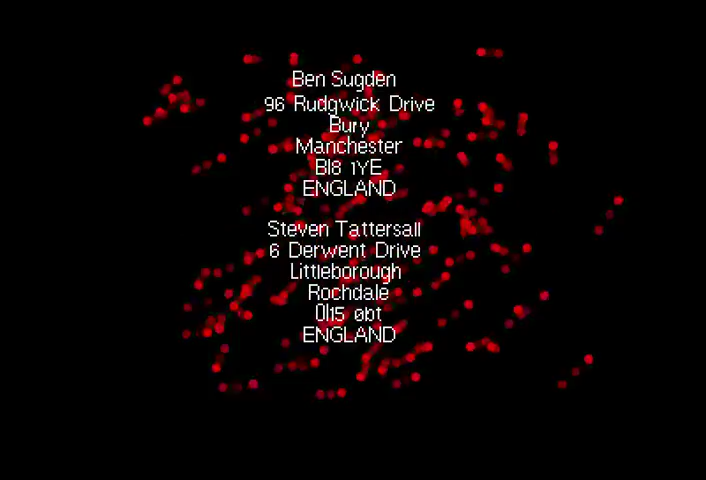 Ben Sugden
96 Rudgwick Drive
Bury
Manchester
Bl8 1YE
ENGLAND
Steven Tattersall
6 Derwent Drive
Littleborough
Rochdale
Ol15 0bt
ENGLAND